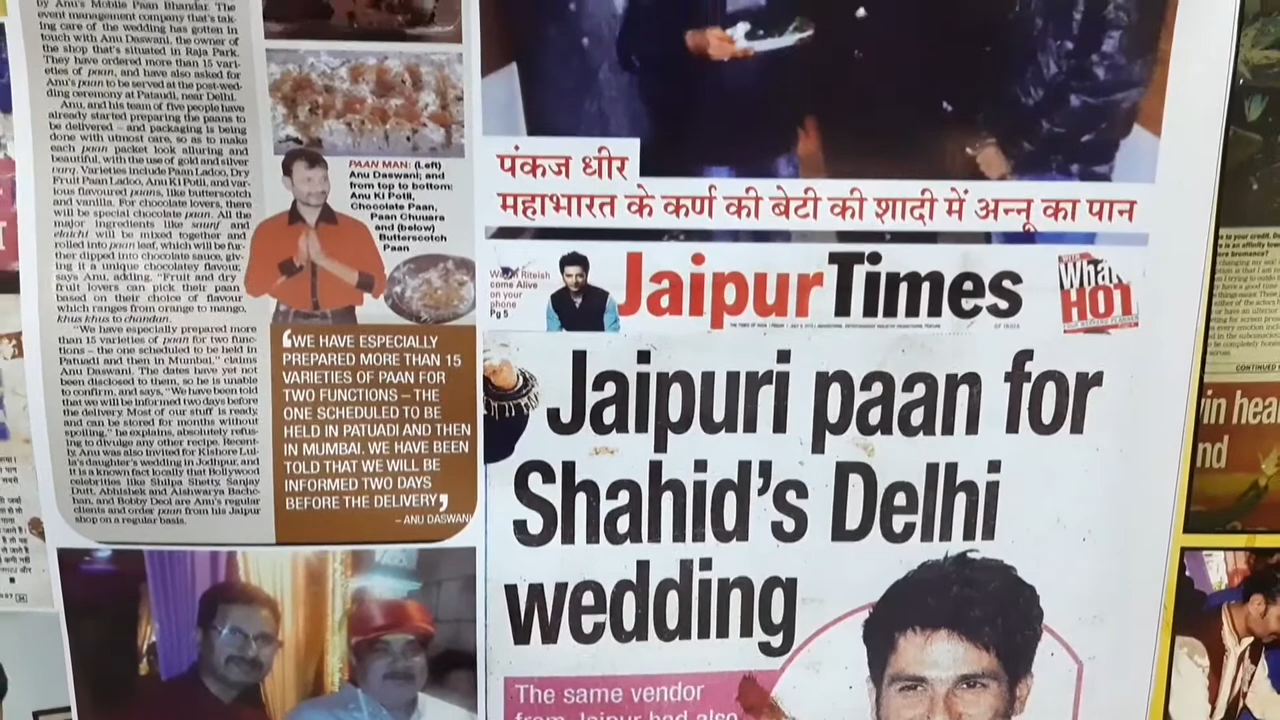 by Anu's Mobile Paan Bhandar. The
event management company that's tak-
ing care of the wedding has gotten in
touch with Anu Daswani, the owner of
the shop that's situated in Raja Park.
They have ordered more than 15 vari-
eties of paan, and have also asked for
Anu's paan to be served at the post-wed-
ding ceremony at Pataudi, near Delhi.
Anu, and his team of five people have
already started preparing the paans to
be delivered – and packaging is being
done with utmost care, so as to make
each paan packet look alluring and
beautiful, with the use of gold and silver
varq. Varieties include Paan Ladoo, Dry
Fruit Paan Ladoo, Anu Ki Potli, and var-
ious flavoured paans, like butterscotch
and vanilla. For chocolate lovers, there
will be special chocolate paan. All the
major ingredients like saunf and
elaichi will be mixed together and
rolled into paan leaf, which will be fur-
ther dipped into chocolate sauce, giv-
ing it a unique chocolatey flavour,
says Anu, adding, "Fruit and dry
fruit lovers can pick their paan
based on their choice of flavour
which ranges from orange to mango,
khus khus to chandan.
"We have especially prepared more
than 15 varieties of paan for two func-
tions – the one scheduled to be held in
Patuadi and then in Mumbai," claims
Anu Daswani. The dates have yet not
been disclosed to them, so he is unable
to confirm, and says, "We have been told
that we will be informed two days before
the delivery. Most of our stuff is ready,
and can be stored for months without
spoiling," he explains, absolutely refus-
ing to divulge any other recipe. Recent-
ly, Anu was also invited for Kishore Lul-
la's daughter's wedding in Jodhpur, and
it is a known fact locally that Bollywood
celebrities like Shilpa Shetty, Sanjay
Dutt, Abhishek and Aishwarya Bach-
chan, and Bobby Deol are Anu's regular
clients and order paan from his Jaipur
shop on a regular basis.
PAAN MAN: (Left)
Anu Daswani; and
from top to bottom:
Anu Ki Potli,
Chocolate Paan,
Paan Chuuara
and (below)
Butterscotch
Paan
"WE HAVE ESPECIALLY
PREPARED MORE THAN 15
VARIETIES OF PAAN FOR
TWO FUNCTIONS – THE
ONE SCHEDULED TO BE
HELD IN PATUADI AND THEN
IN MUMBAI. WE HAVE BEEN
TOLD THAT WE WILL BE
INFORMED TWO DAYS
BEFORE THE DELIVERY"
– ANU DASWANI
पंकज धीर
महाभारत के कर्ण की बेटी की शादी में अन्नू का पान
Watch Riteish
come Alive
on your
phone
Pg 5
Jaipur Times
OF INDIA
What's
HOT
Jaipuri paan for
Shahid's Delhi
wedding
The same vendor
from Jaipur had also
CONTINUED
in hea
nd